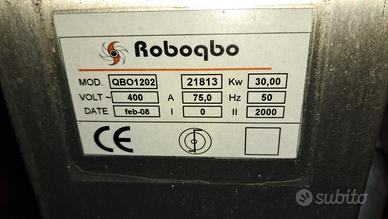 Roboqbo
MOD. QBO1202 21813 Kw 30,00
VOLT ~ 400 A 75,0 Hz 50
DATE feb-08 I 0 II 2000
CE
subito